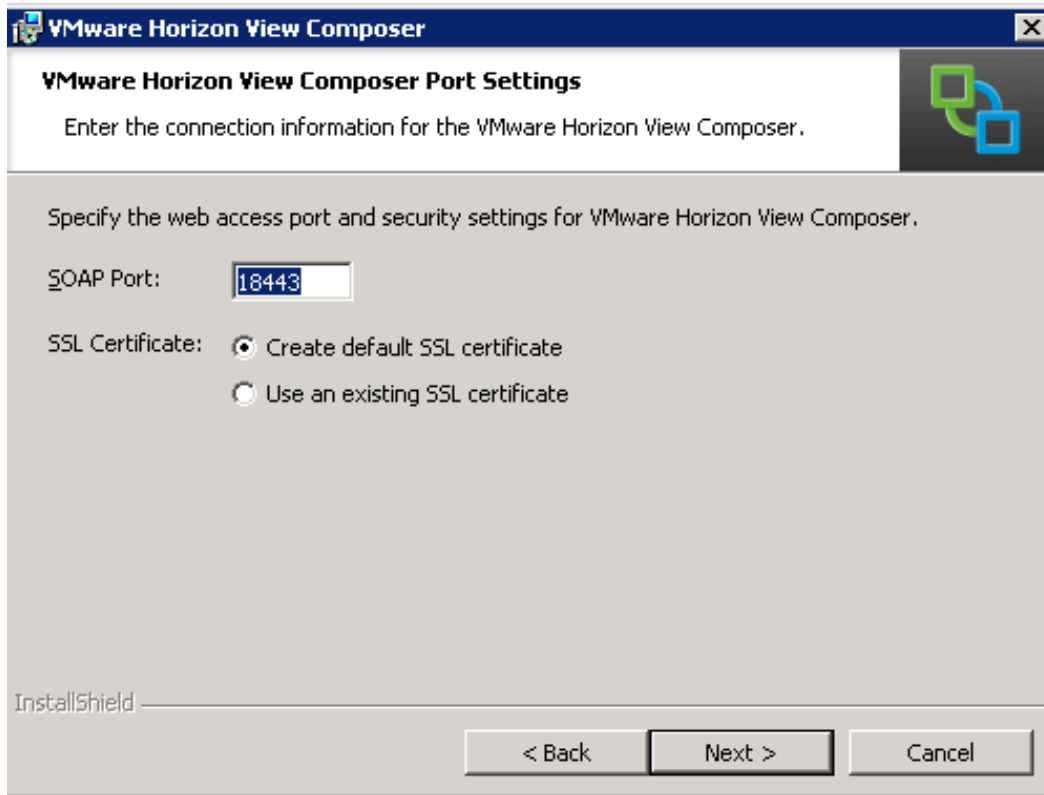 VMware Horizon View Composer
VMware Horizon View Composer Port Settings
Enter the connection information for the VMware Horizon View Composer.
Specify the web access port and security settings for VMware Horizon View Composer.
SOAP Port: 18443
SSL Certificate: Create default SSL certificate
Use an existing SSL certificate
InstallShield
< Back Next > Cancel